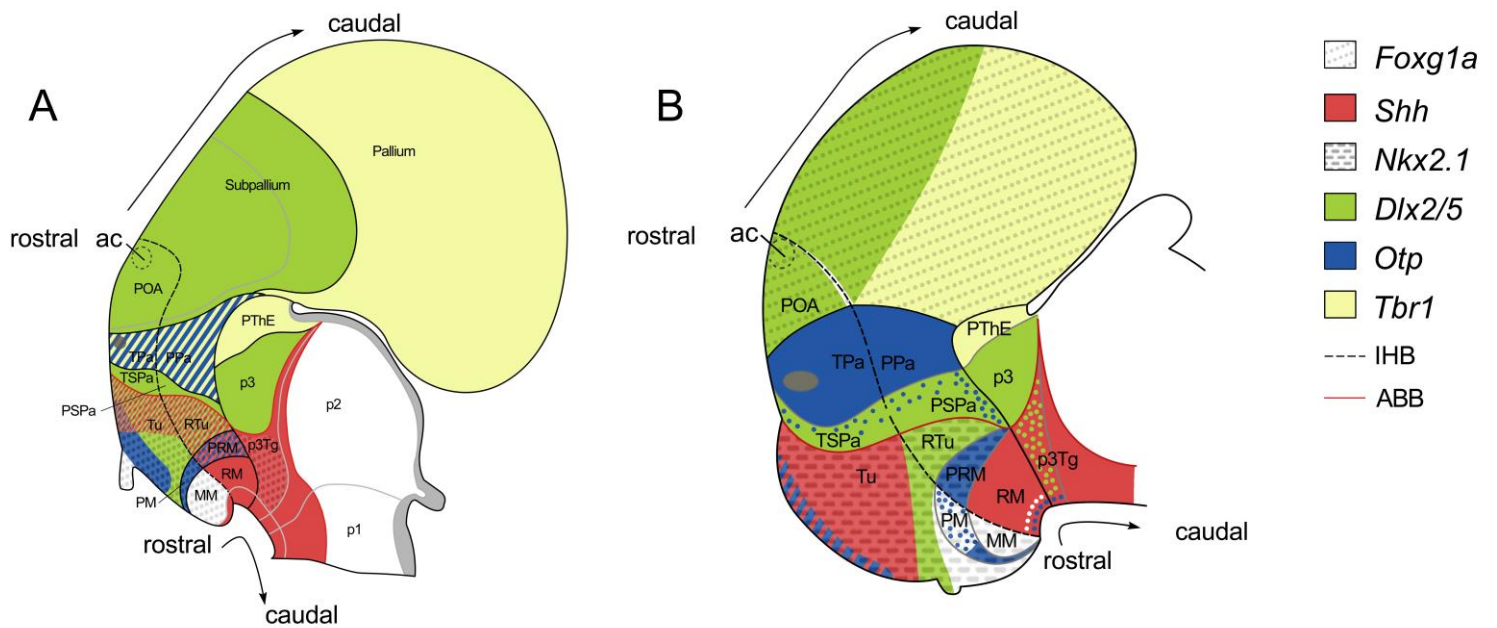 A
caudal
Pallium
Subpallium
rostral
ac
POA
PThE
TPa
PPa
TSPa
p3
PSPa
p2
Tu
RTu
PRM
p3Tg
RM
MM
PM
p1
rostral
caudal
B
caudal
rostral
ac
POA
PThE
TPa
PPa
p3
PSPa
TSPa
RTu
p3Tg
Tu
PRM
RM
PM
MM
caudal
rostral
Foxg1a
Shh
Nkx2.1
Dlx2/5
Otp
Tbr1
IHB
ABB